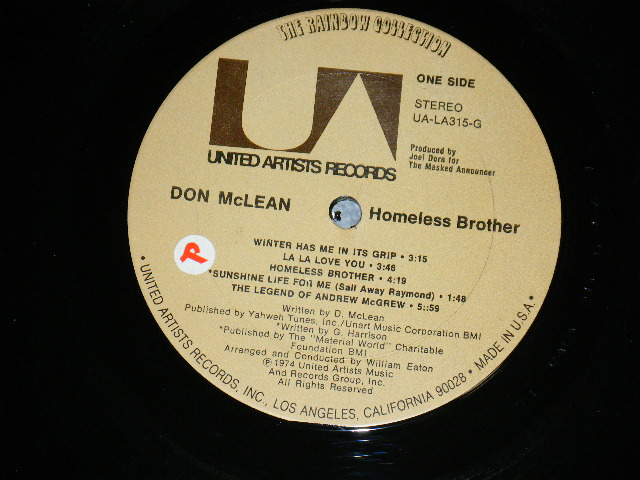 THE RAINBOW COLLECTION
UA
UNITED ARTISTS RECORDS
ONE SIDE
STEREO
UA-LA315-G
Produced by
Joel Dorn for
The Masked Announcer
DON McLEAN
Homeless Brother
P
WINTER HAS ME IN ITS GRIP • 3:15
LA LA LOVE YOU • 3:46
HOMELESS BROTHER • 4:19
*SUNSHINE LIFE FOR ME (Sail Away Raymond) • 1:48
THE LEGEND OF ANDREW McGREW • 5:59
Written by D. McLean
Published by Yahweh Tunes, Inc./Unart Music Corporation BMI
*Written by G. Harrison
*Published by The "Material World" Charitable
Foundation BMI
Arranged and Conducted by William Eaton
℗1974 United Artists Music
And Records Group, Inc.
All Rights Reserved
• UNITED ARTISTS RECORDS, INC., LOS ANGELES, CALIFORNIA 90028 • MADE IN U.S.A. •